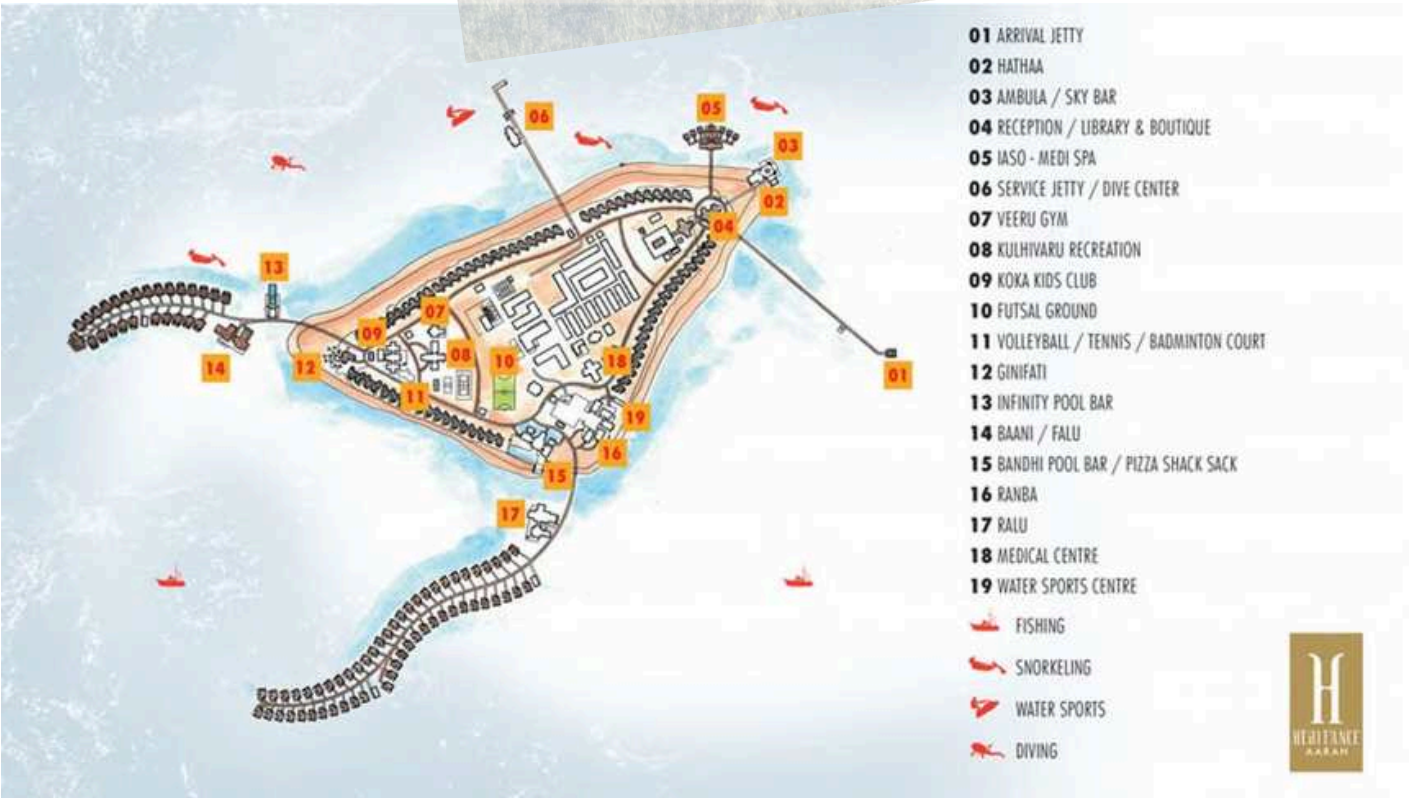 06
05
03
02
04
13
07
09
08
10
18
14
12
11
01
19
16
15
17
01 ARRIVAL JETTY
02 HATHAA
03 AMBULA / SKY BAR
04 RECEPTION / LIBRARY & BOUTIQUE
05 IASO - MEDI SPA
06 SERVICE JETTY / DIVE CENTER
07 VEERU GYM
08 KULHIVARU RECREATION
09 KOKA KIDS CLUB
10 FUTSAL GROUND
11 VOLLEYBALL / TENNIS / BADMINTON COURT
12 GINIFATI
13 INFINITY POOL BAR
14 BAANI / FALU
15 BANDHI POOL BAR / PIZZA SHACK SACK
16 RANBA
17 RALU
18 MEDICAL CENTRE
19 WATER SPORTS CENTRE
FISHING
SNORKELING
WATER SPORTS
DIVING
H
HERITANCE
AARAH